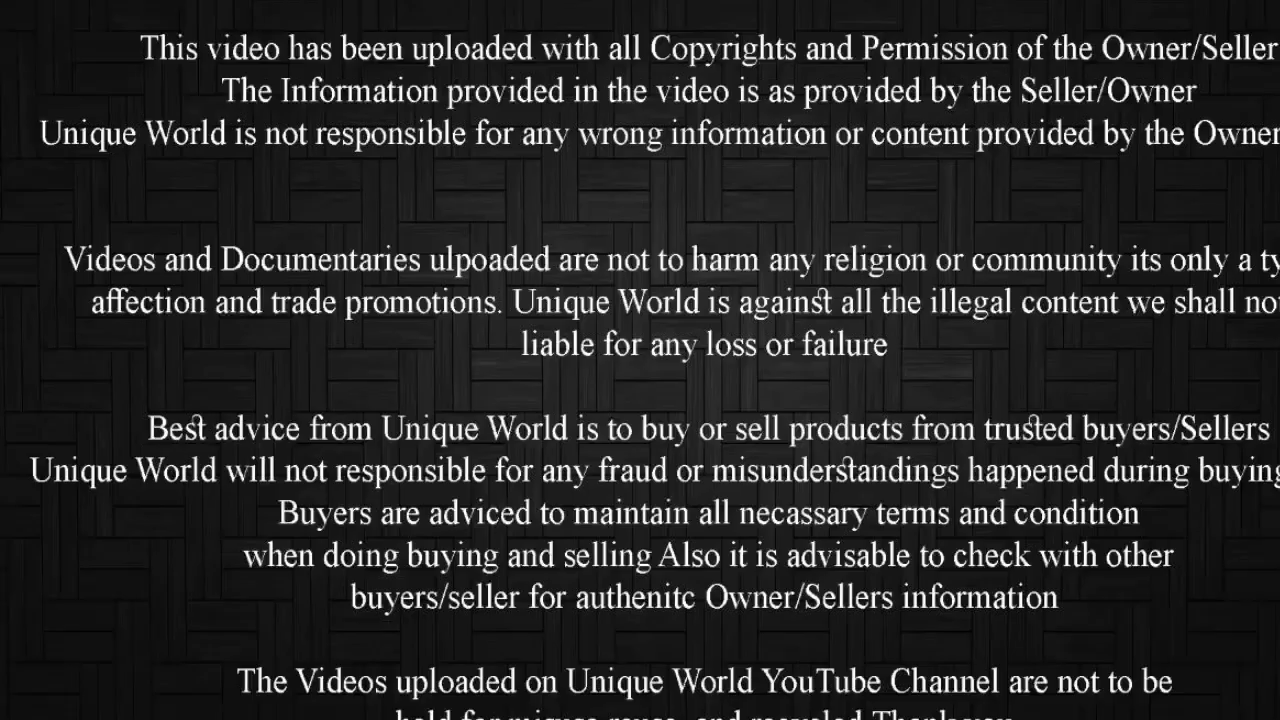 This video has been uploaded with all Copyrights and Permission of the Owner/Seller
The Information provided in the video is as provided by the Seller/Owner
Unique World is not responsible for any wrong information or content provided by the Owner
Videos and Documentaries ulpoaded are not to harm any religion or community its only a ty
affection and trade promotions. Unique World is against all the illegal content we shall no
liable for any loss or failure
Best advice from Unique World is to buy or sell products from trusted buyers/Sellers
Unique World will not responsible for any fraud or misunderstandings happened during buying
Buyers are adviced to maintain all necassary terms and condition
when doing buying and selling Also it is advisable to check with other
buyers/seller for authenitc Owner/Sellers information
The Videos uploaded on Unique World YouTube Channel are not to be